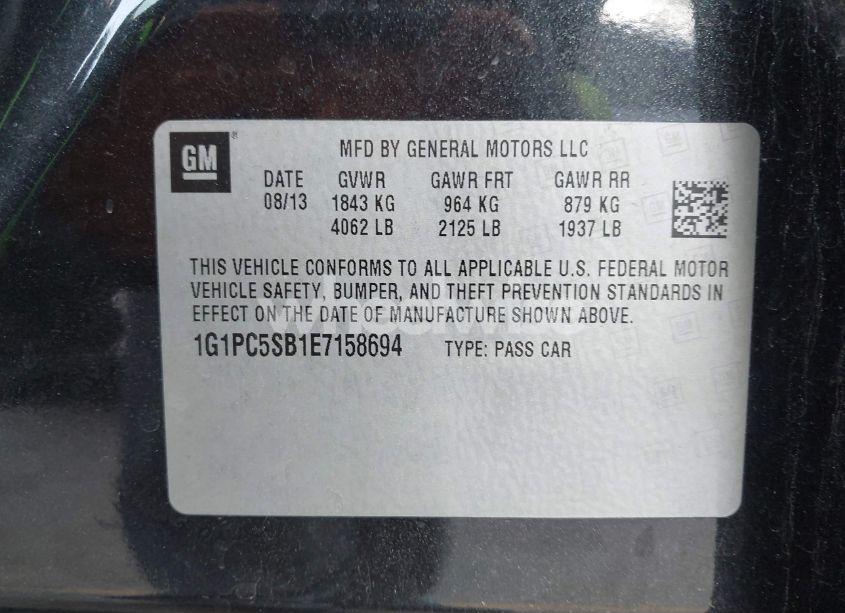 GM
MFD BY GENERAL MOTORS LLC
DATE GVWR GAWR FRT GAWR RR
08/13 1843 KG 964 KG 879 KG
4062 LB 2125 LB 1937 LB
THIS VEHICLE CONFORMS TO ALL APPLICABLE U.S. FEDERAL MOTOR
VEHICLE SAFETY, BUMPER, AND THEFT PREVENTION STANDARDS IN
EFFECT ON THE DATE OF MANUFACTURE SHOWN ABOVE.
1G1PC5SB1E7158694 TYPE: PASS CAR